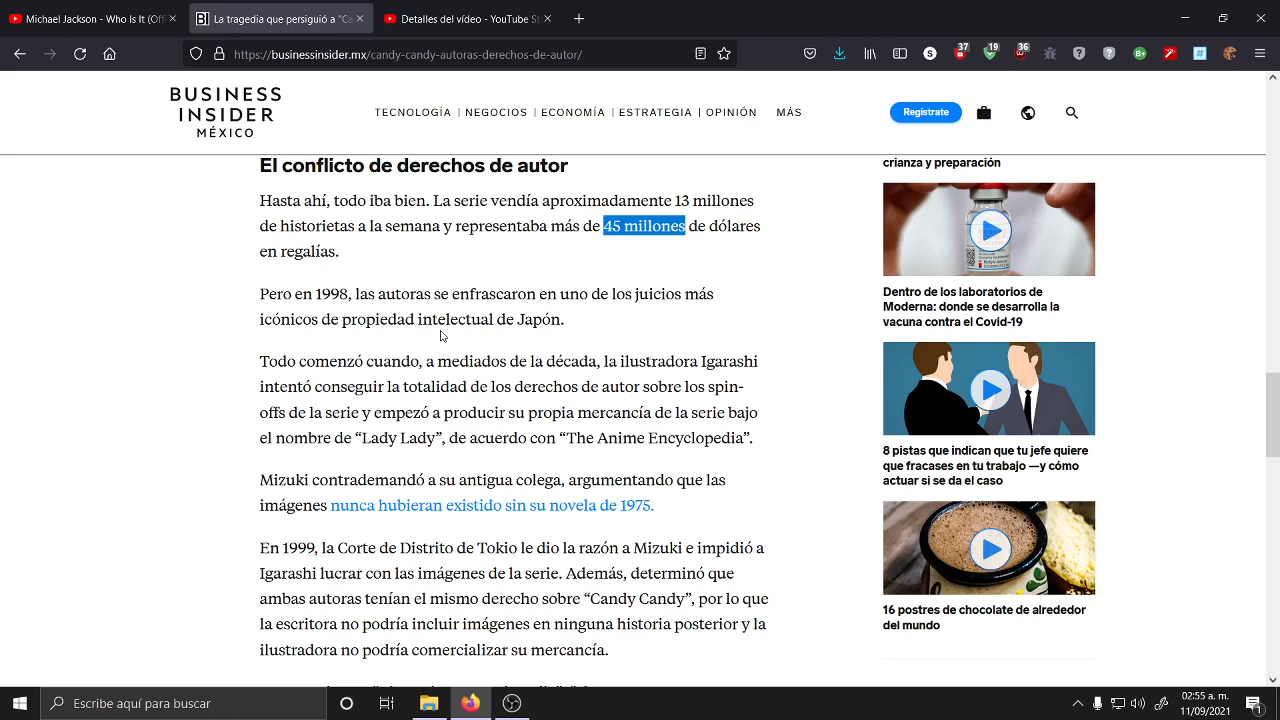 Michael Jackson - Who Is It (Of
La tragedia que persiguió a "Ca
Detalles del vídeo - YouTube St
https://businessinsider.mx/candy-candy-autoras-derechos-de-autor/
37
19
36
BUSINESS
INSIDER
MÉXICO
TECNOLOGÍA | NEGOCIOS | ECONOMÍA | ESTRATEGIA | OPINIÓN MÁS
Regístrate
El conflicto de derechos de autor
Hasta ahí, todo iba bien. La serie vendía aproximadamente 13 millones
de historietas a la semana y representaba más de 45 millones de dólares
en regalías.
Pero en 1998, las autoras se enfrascaron en uno de los juicios más
icónicos de propiedad intelectual de Japón.
Todo comenzó cuando, a mediados de la década, la ilustradora Igarashi
intentó conseguir la totalidad de los derechos de autor sobre los spin-
offs de la serie y empezó a producir su propia mercancía de la serie bajo
el nombre de “Lady Lady”, de acuerdo con “The Anime Encyclopedia”.
Mizuki contrademandó a su antigua colega, argumentando que las
imágenes nunca hubieran existido sin su novela de 1975.
En 1999, la Corte de Distrito de Tokio le dio la razón a Mizuki e impidió a
Igarashi lucrar con las imágenes de la serie. Además, determinó que
ambas autoras tenían el mismo derecho sobre “Candy Candy”, por lo que
la escritora no podría incluir imágenes en ninguna historia posterior y la
ilustradora no podría comercializar su mercancía.
crianza y preparación
Dentro de los laboratorios de
Moderna: donde se desarrolla la
vacuna contra el Covid-19
8 pistas que indican que tu jefe quiere
que fracases en tu trabajo —y cómo
actuar si se da el caso
16 postres de chocolate de alrededor
del mundo
Escribe aquí para buscar
02:55 a. m.
11/09/2021